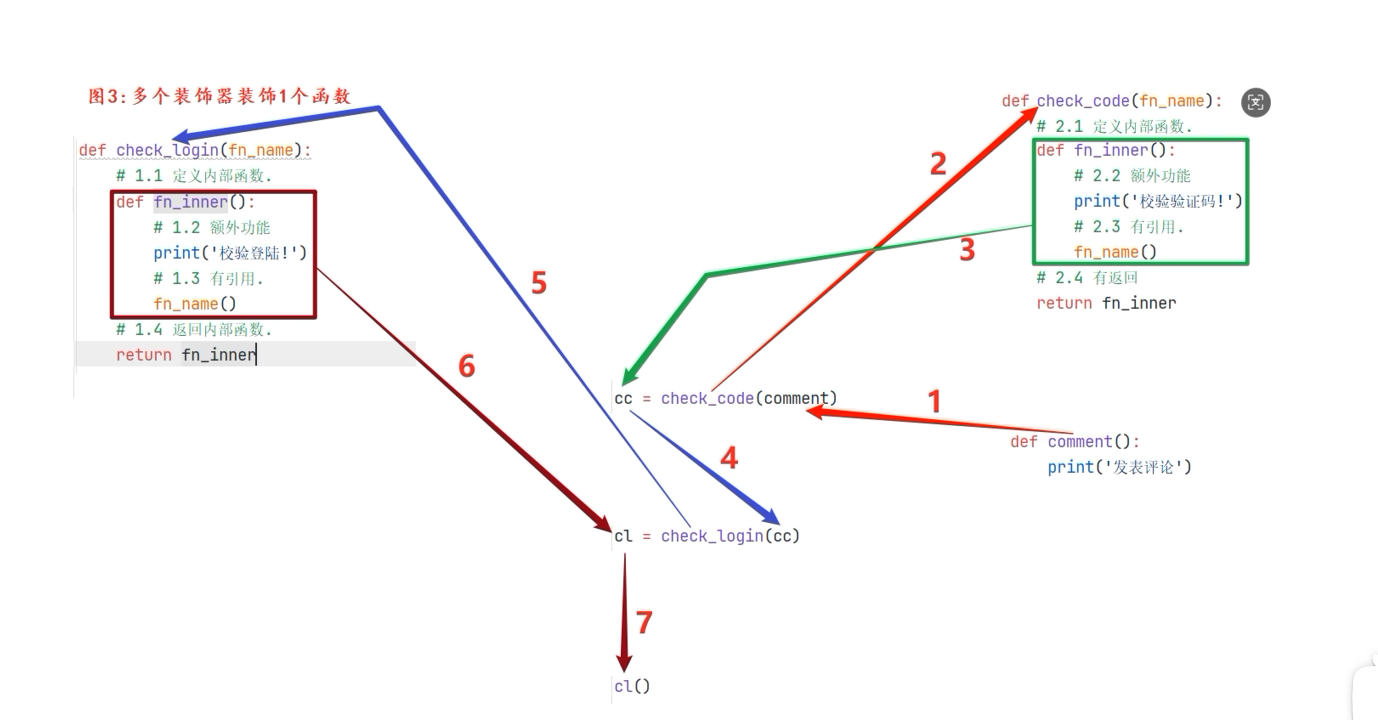 图3:多个装饰器装饰1个函数
def check_login(fn_name):
# 1.1 定义内部函数.
def fn_inner():
# 1.2 额外功能
print('校验登陆!')
# 1.3 有引用.
fn_name()
# 1.4 返回内部函数.
return fn_inner
def check_code(fn_name):
# 2.1 定义内部函数.
def fn_inner():
# 2.2 额外功能
print('校验验证码!')
# 2.3 有引用.
fn_name()
# 2.4 有返回
return fn_inner
2
3
5
6
cc = check_code(comment)
1
def comment():
print('发表评论')
4
cl = check_login(cc)
7
cl()